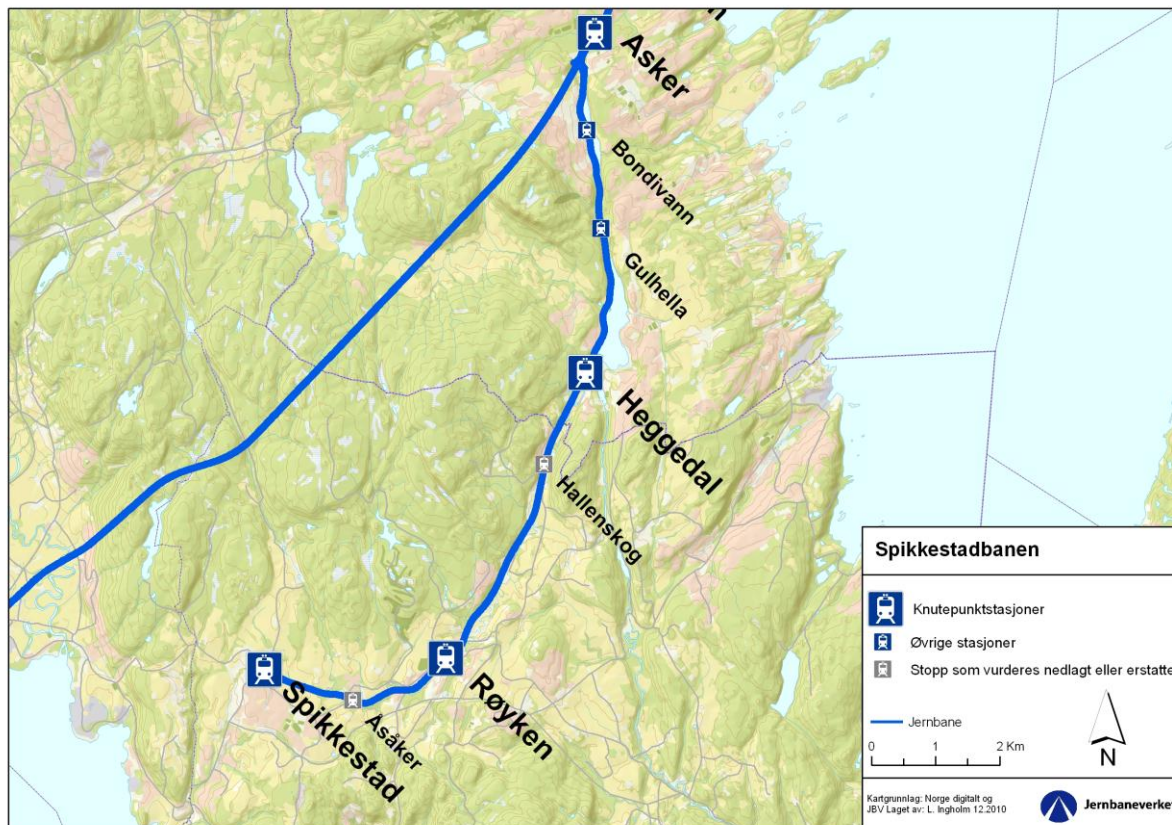 Asker
Bondivann
Gulhella
Heggedal
Hallenskog
Røyken
Åsåker
Spikkestad
Spikkestadbanen
Knutepunktstasjoner
Øvrige stasjoner
Stopp som vurderes nedlagt eller erstatte
Jernbane
0 1 2 Km
N
Kartgrunnlag: Norge digitalt og
JBV Laget av: L. Ingholm 12.2010
Jernbaneverke